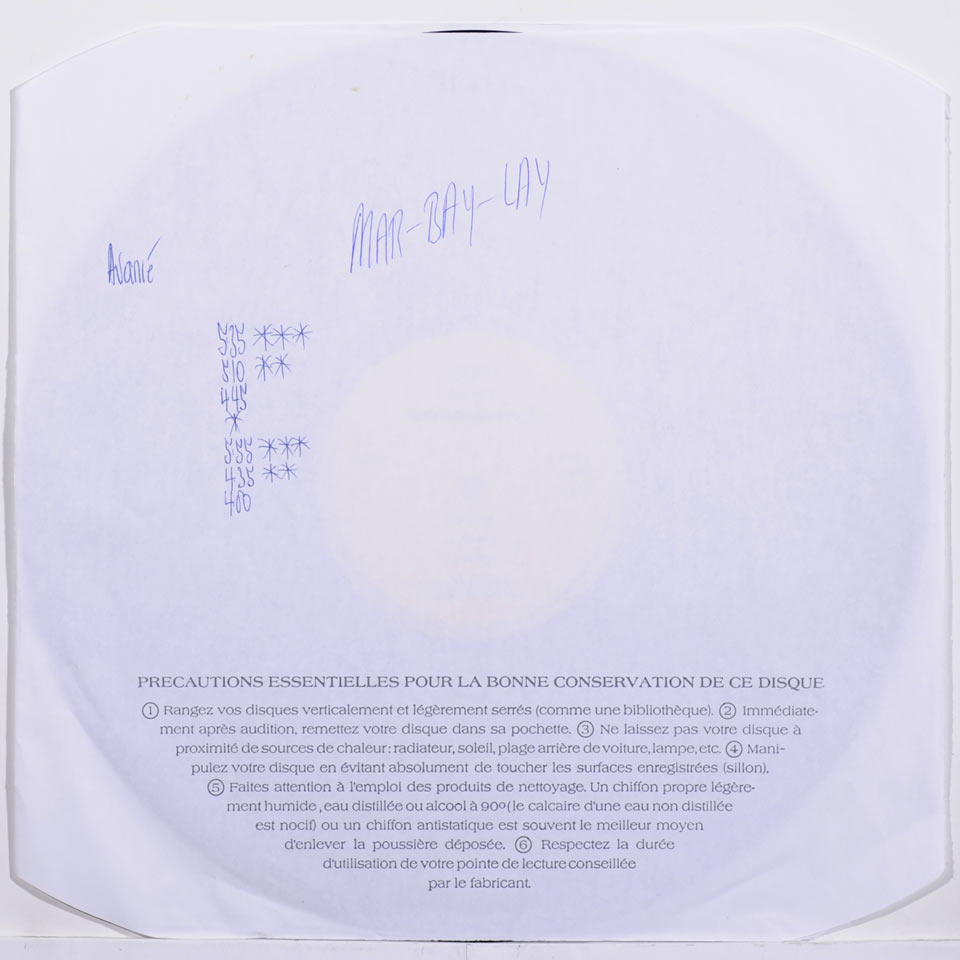 MAR-BAY-LAY
Avanié
535 ***
510 **
445
*
555 ***
435 **
400
PRECAUTIONS ESSENTIELLES POUR LA BONNE CONSERVATION DE CE DISQUE
① Rangez vos disques verticalement et légèrement serrés (comme une bibliothèque). ② Immédiate-
ment après audition, remettez votre disque dans sa pochette. ③ Ne laissez pas votre disque à
proximité de sources de chaleur : radiateur, soleil, plage arrière de voiture, lampe, etc. ④ Mani-
pulez votre disque en évitant absolument de toucher les surfaces enregistrées (sillon).
⑤ Faites attention à l'emploi des produits de nettoyage. Un chiffon propre légère-
ment humide, eau distillée ou alcool à 90º (le calcaire d'une eau non distillée
est nocif) ou un chiffon antistatique est souvent le meilleur moyen
d'enlever la poussière déposée. ⑥ Respectez la durée
d'utilisation de votre pointe de lecture conseillée
par le fabricant.